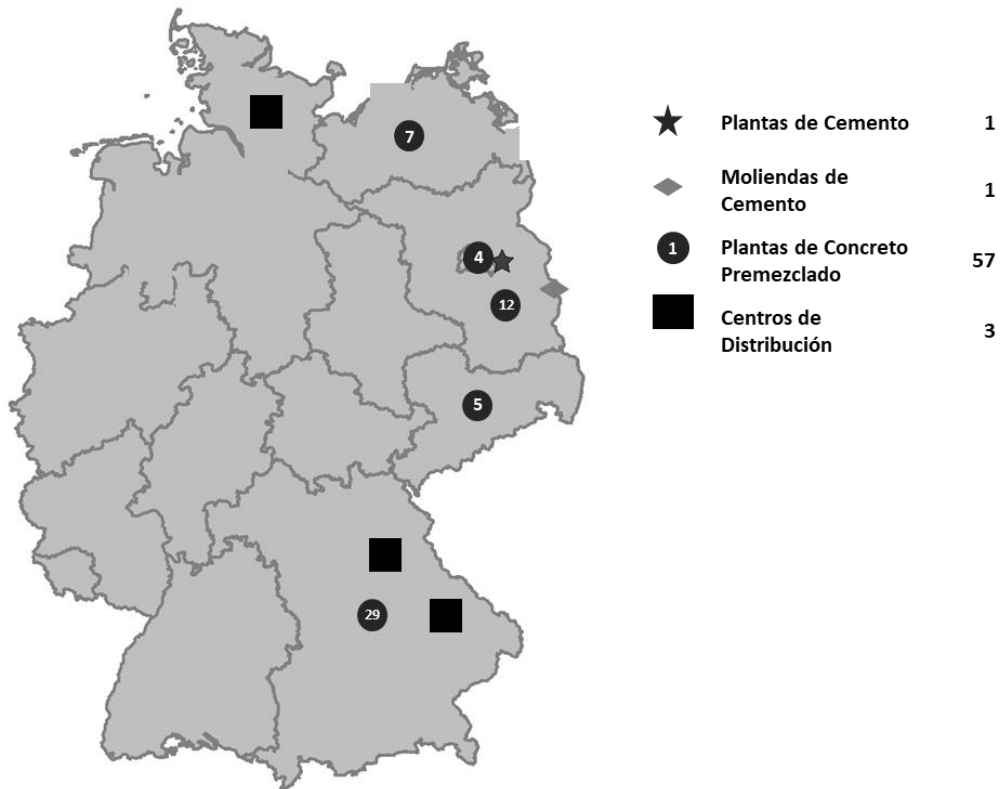 7
4
12
5
29
Plantas de Cemento 1
Moliendas de
Cemento 1
1 Plantas de Concreto
Premezclado 57
Centros de
Distribución 3